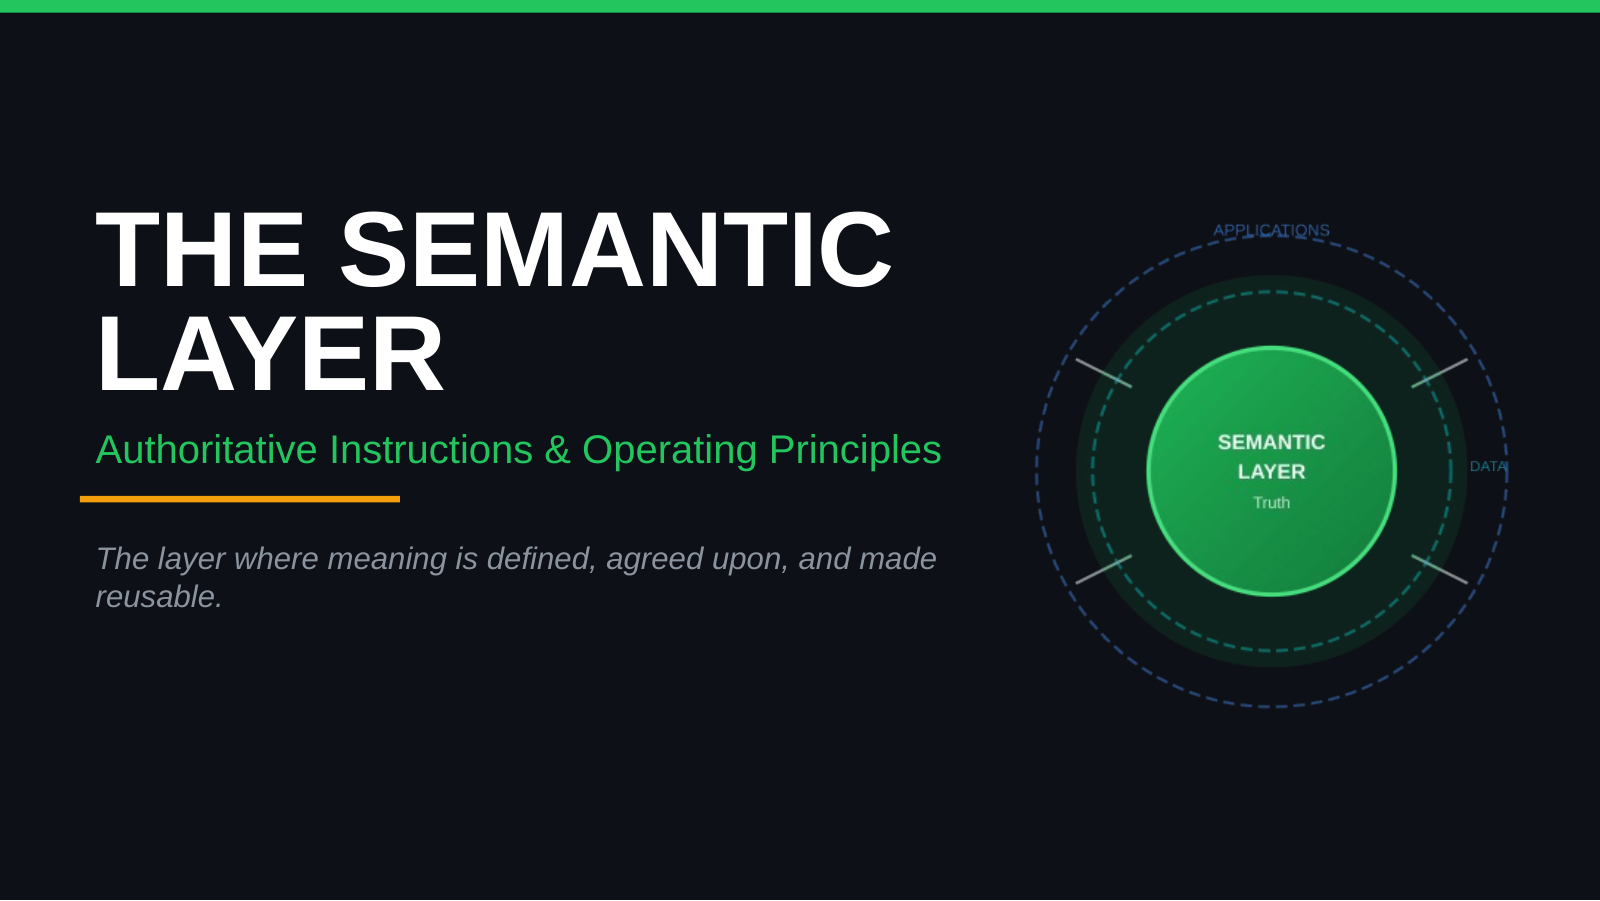 THE SEMANTIC
LAYER
Authoritative Instructions & Operating Principles
The layer where meaning is defined, agreed upon, and made
reusable.
APPLICATIONS
SEMANTIC
LAYER
Truth
DATA